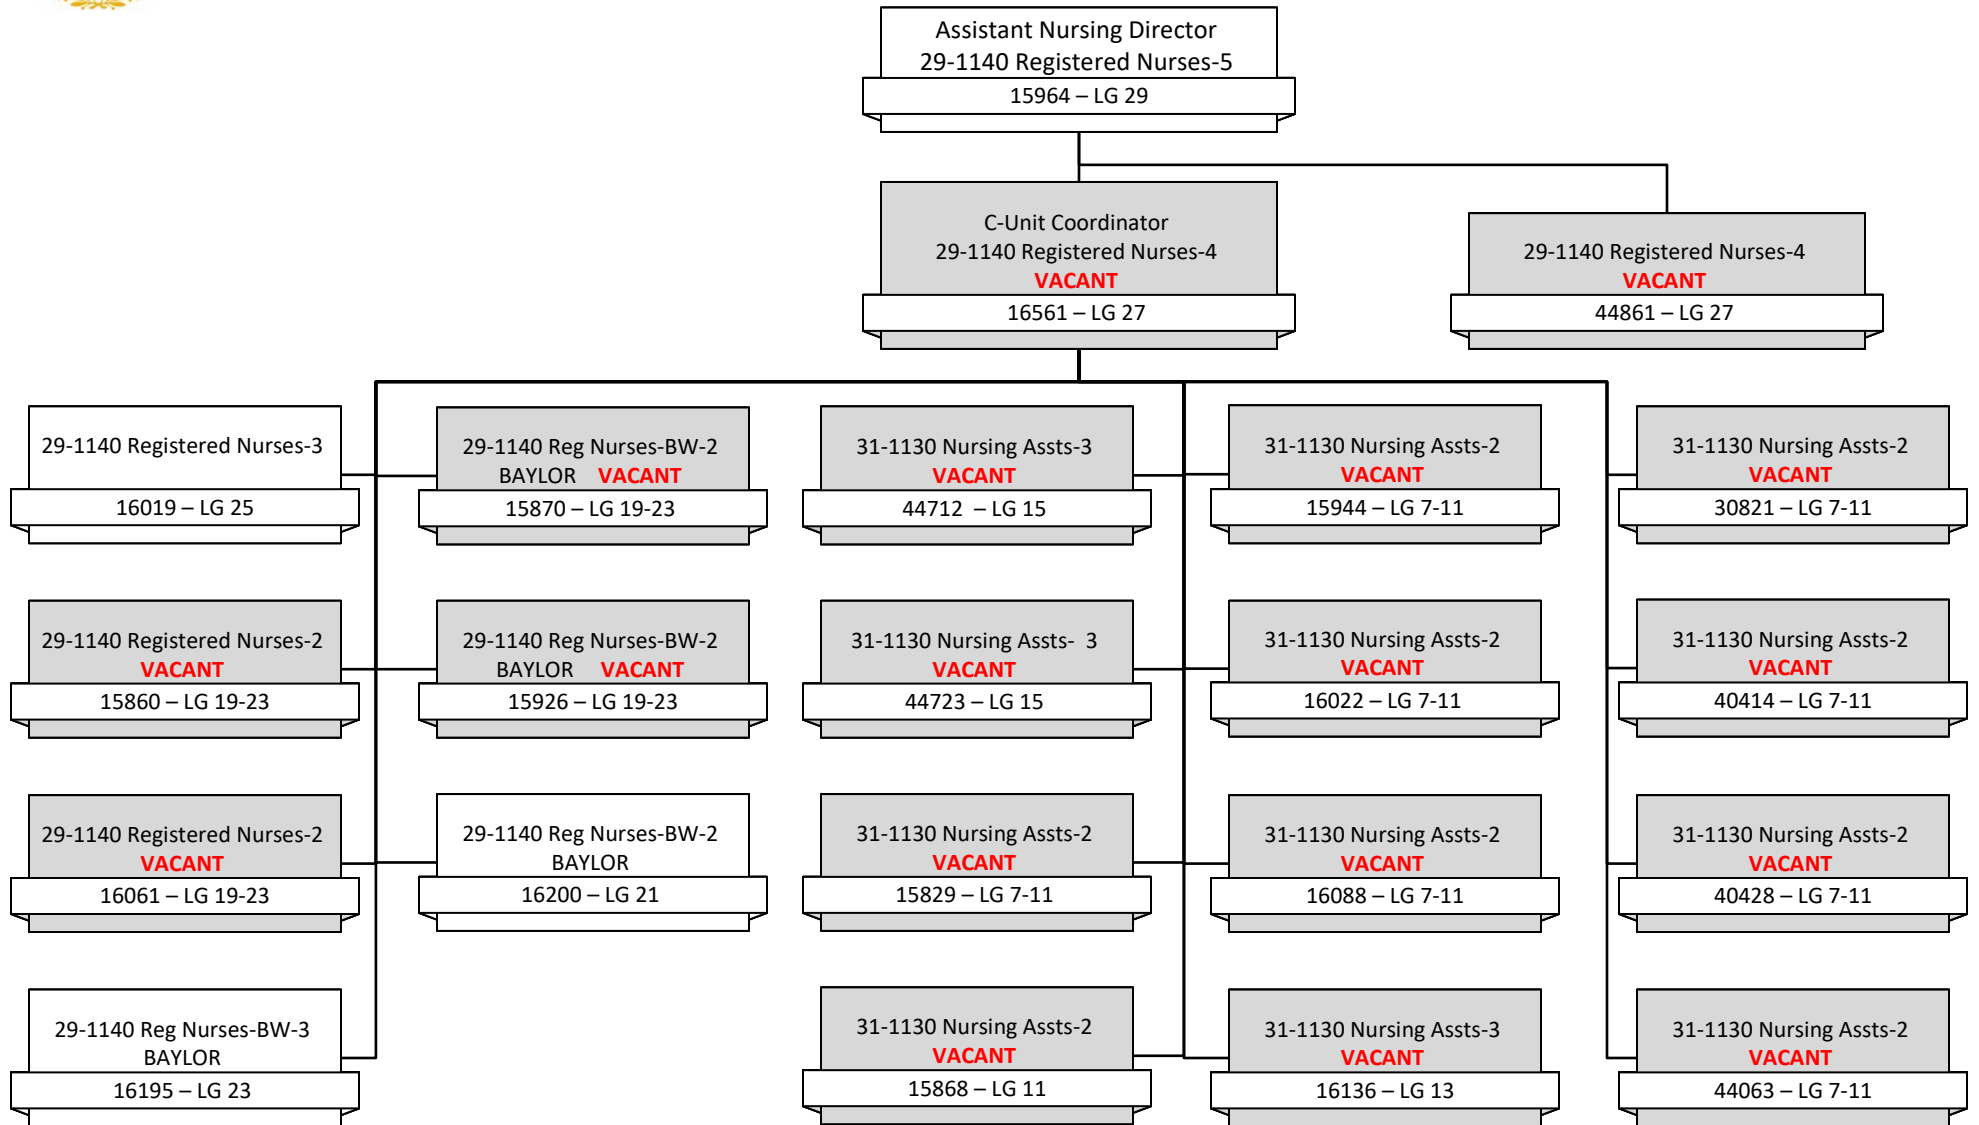 Assistant Nursing Director
29-1140 Registered Nurses-5
15964 – LG 29
C-Unit Coordinator
29-1140 Registered Nurses-4
VACANT
16561 – LG 27
29-1140 Registered Nurses-4
VACANT
44861 – LG 27
29-1140 Registered Nurses-3
16019 – LG 25
29-1140 Reg Nurses-BW-2
BAYLOR VACANT
15870 – LG 19-23
31-1130 Nursing Assts-3
VACANT
44712 – LG 15
31-1130 Nursing Assts-2
VACANT
15944 – LG 7-11
31-1130 Nursing Assts-2
VACANT
30821 – LG 7-11
29-1140 Registered Nurses-2
VACANT
15860 – LG 19-23
29-1140 Reg Nurses-BW-2
BAYLOR VACANT
15926 – LG 19-23
31-1130 Nursing Assts- 3
VACANT
44723 – LG 15
31-1130 Nursing Assts-2
VACANT
16022 – LG 7-11
31-1130 Nursing Assts-2
VACANT
40414 – LG 7-11
29-1140 Registered Nurses-2
VACANT
16061 – LG 19-23
29-1140 Reg Nurses-BW-2
BAYLOR
16200 – LG 21
31-1130 Nursing Assts-2
VACANT
15829 – LG 7-11
31-1130 Nursing Assts-2
VACANT
16088 – LG 7-11
31-1130 Nursing Assts-2
VACANT
40428 – LG 7-11
29-1140 Reg Nurses-BW-3
BAYLOR
16195 – LG 23
31-1130 Nursing Assts-2
VACANT
15868 – LG 11
31-1130 Nursing Assts-3
VACANT
16136 – LG 13
31-1130 Nursing Assts-2
VACANT
44063 – LG 7-11